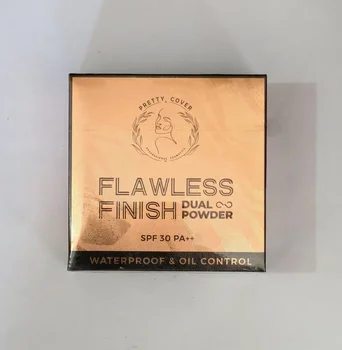 PRETTY COVER
FLAWLESS
FINISH DUAL
POWDER
SPF 30 PA++
WATERPROOF & OIL CONTROL